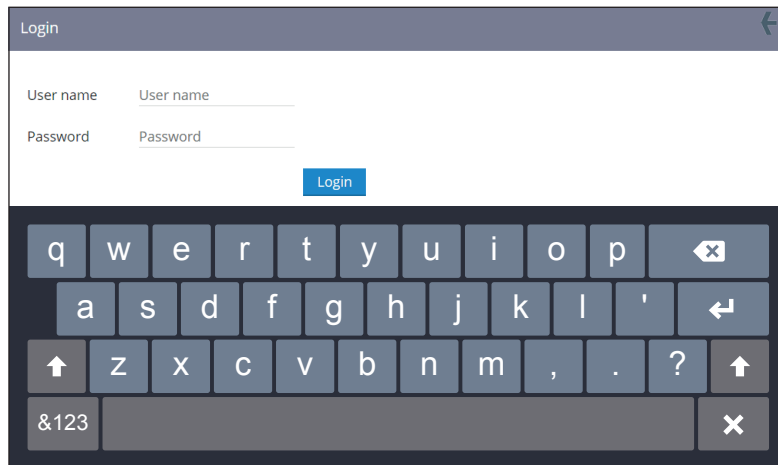 Login
User name User name
Password Password
Login
q w e r t y u i o p
a s d f g h j k l '
z x c v b n m , . ?
&123